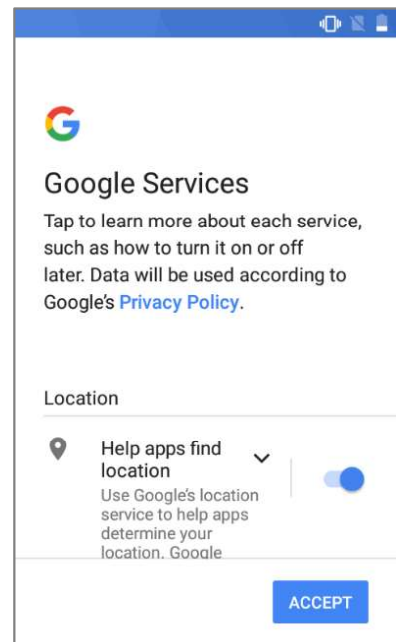 Google Services
Tap to learn more about each service,
such as how to turn it on or off
later. Data will be used according to
Google's Privacy Policy.
Location
Help apps find
location
Use Google's location
service to help apps
determine your
location. Google
ACCEPT